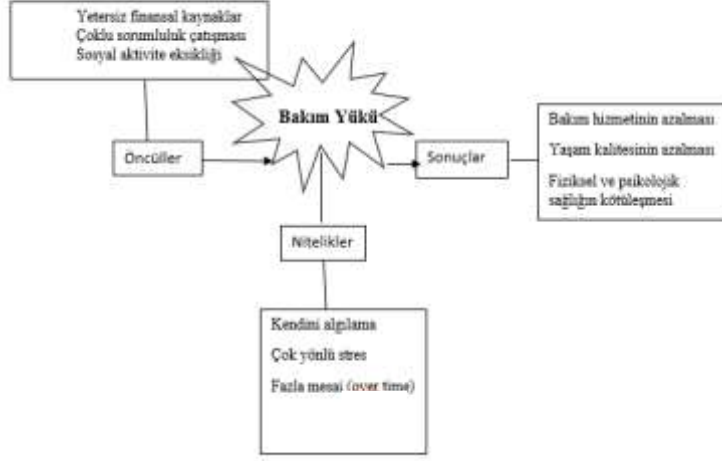 Yetersiz finansal kaynaklar
Çoklu sorumluluk çatışması
Sosyal aktivite eksikliği
Bakım Yükü
Öncüller
Sonuçlar
Bakım hizmetinin azalması
Yaşam kalitesinin azalması
Fiziksel ve psikolojik
sağlığın kötüleşmesi
Nitelikler
Kendini algılama
Çok yönlü stres
Fazla mesai (over time)